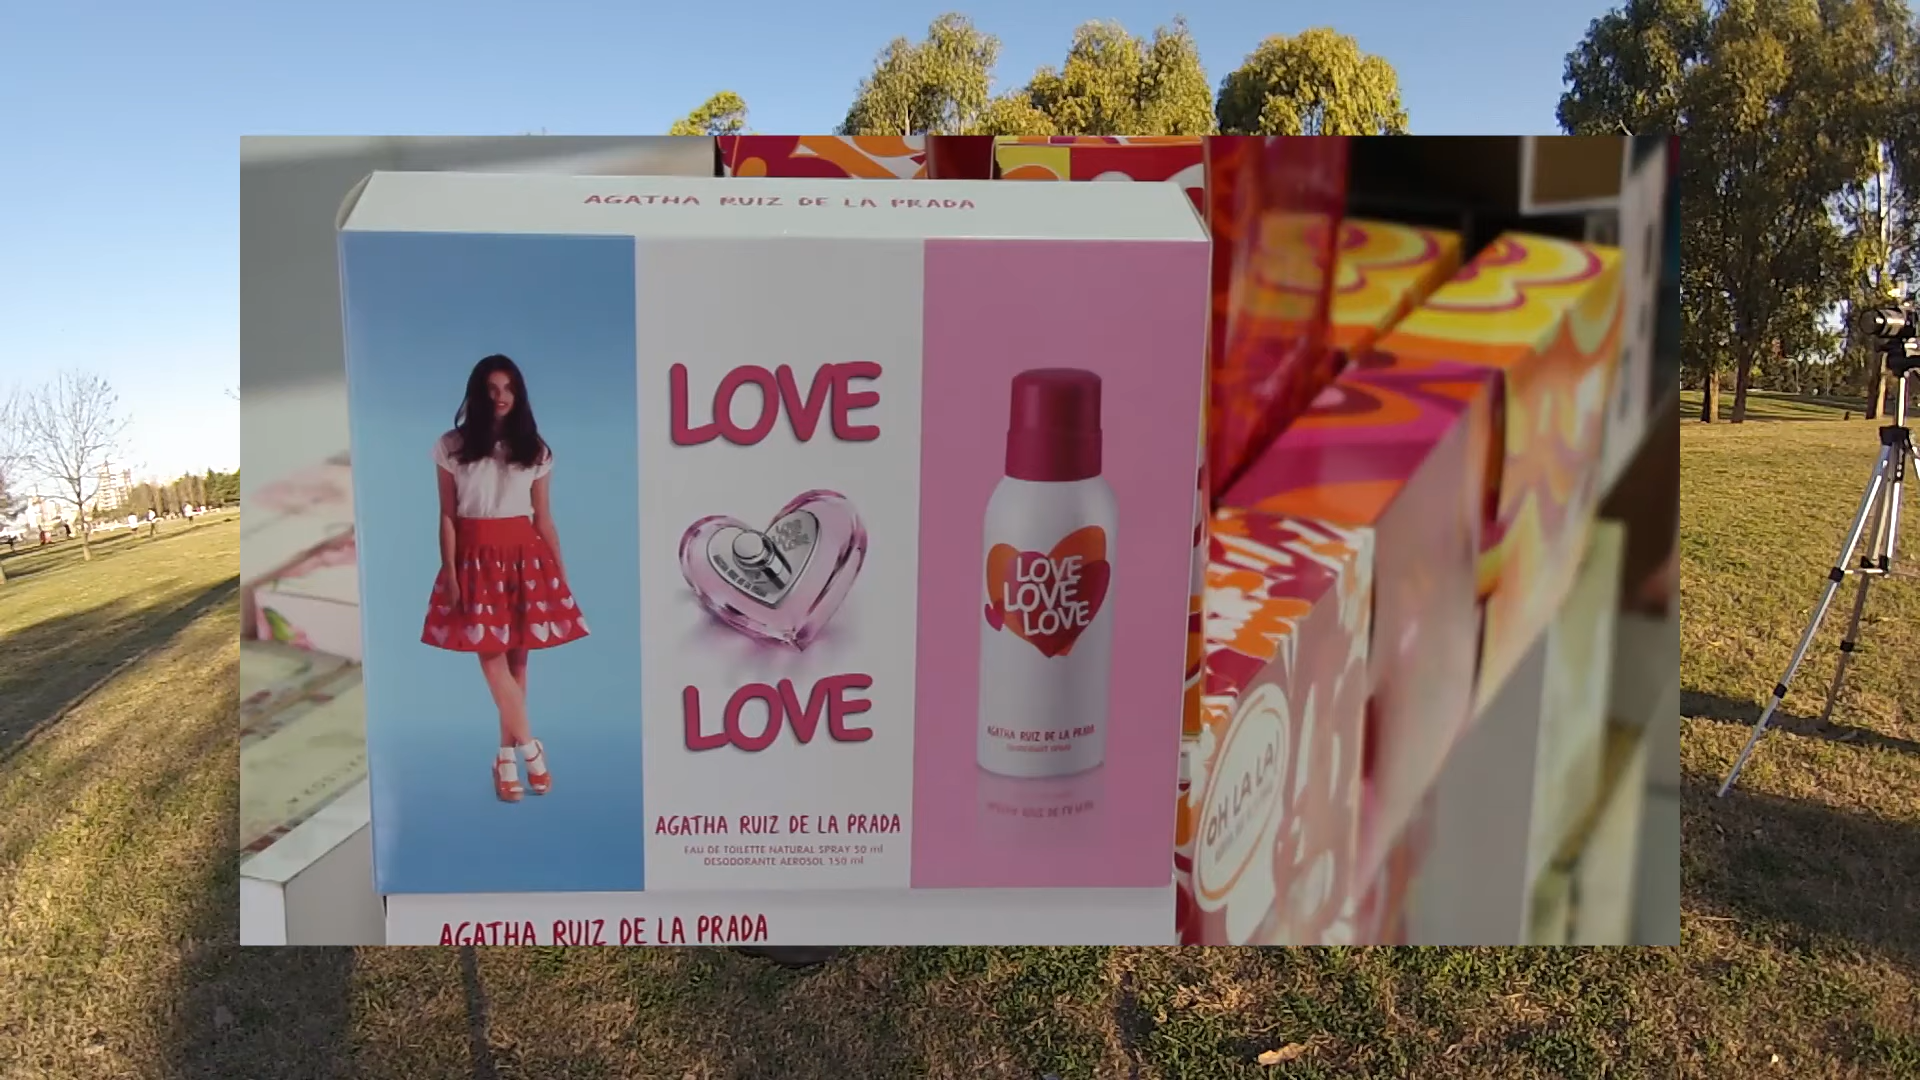 AGATHA RUIZ DE LA PRADA
LOVE
LOVE
AGATHA RUIZ DE LA PRADA
EAU DE TOILETTE NATURAL SPRAY 50 ml
DESODORANTE AEROSOL 150 ml
LOVE
LOVE
LOVE
AGATHA RUIZ DE LA PRADA
AGATHA RUIZ DE LA PRADA
OH LA LA!